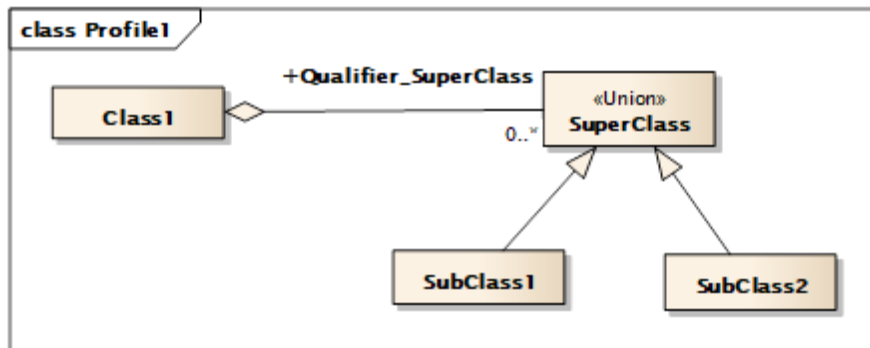 class Profile1
+Qualifier_SuperClass
Class1
«Union»
SuperClass
0..*
SubClass1
SubClass2